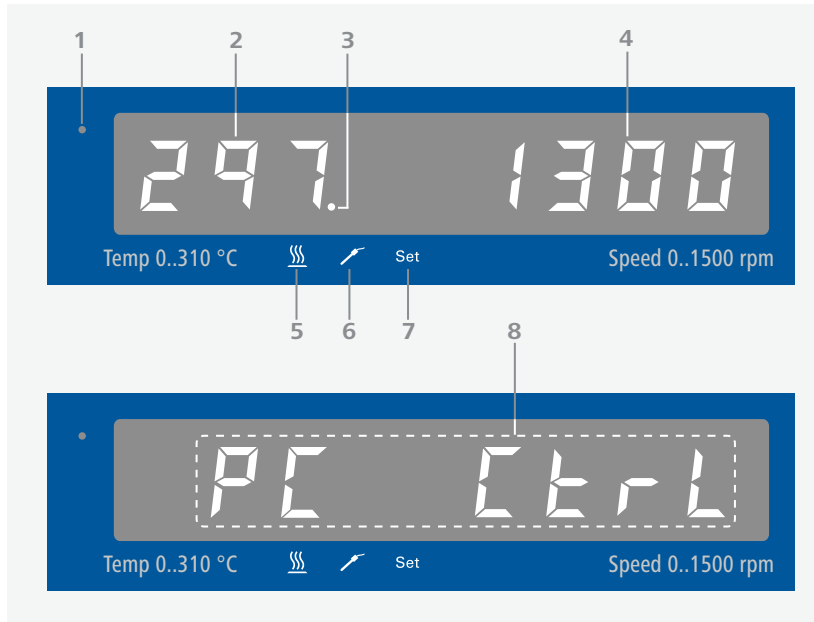 1 2 3 4
297. 1300
Temp 0..310 °C Set Speed 0..1500 rpm
5 6 7 8
PC CtrL
Temp 0..310 °C Set Speed 0..1500 rpm